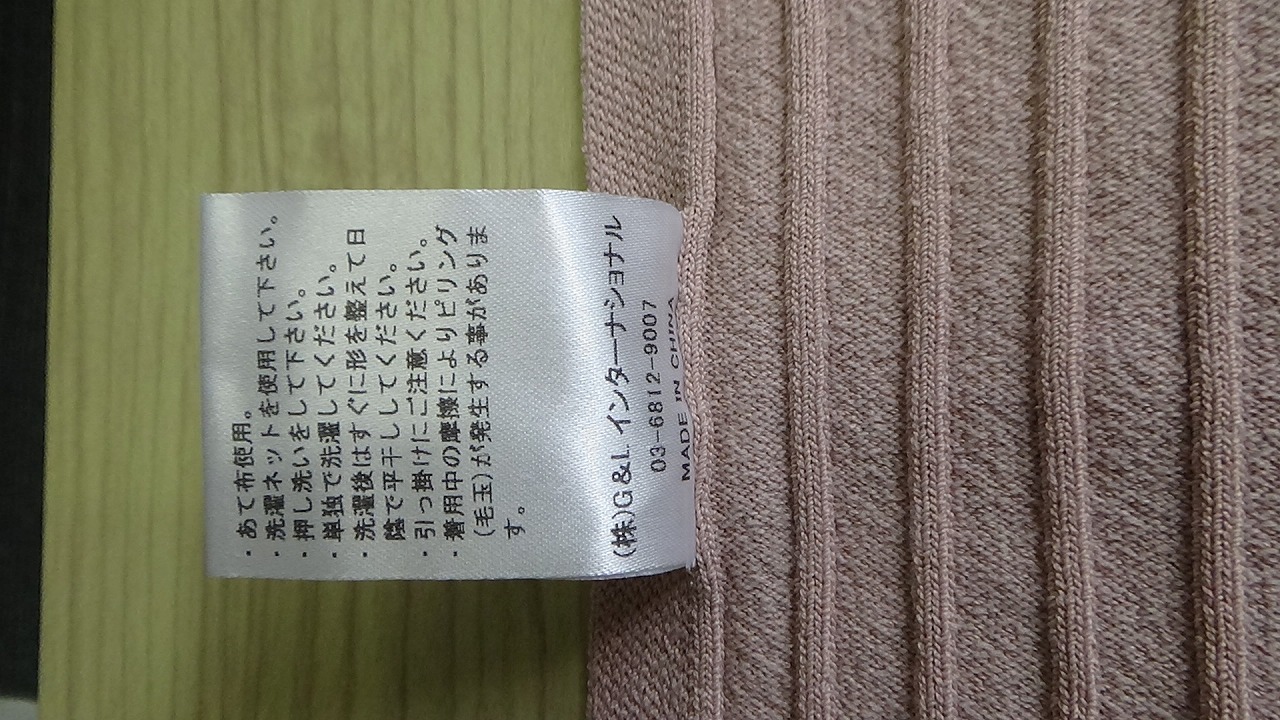 ・あて布使用。
・洗濯ネットを使用して下さい。
・押し洗いをして下さい。
・単独で洗濯してください。
・洗濯後はすぐに形を整えて日
陰で平干ししてください。
・引っ掛けにご注意ください。
・着用中の摩擦によりピリング
(毛玉)が発生する事がありま
す。
(株)G&L インターナショナル
03-6812-9007
MADE IN CHINA